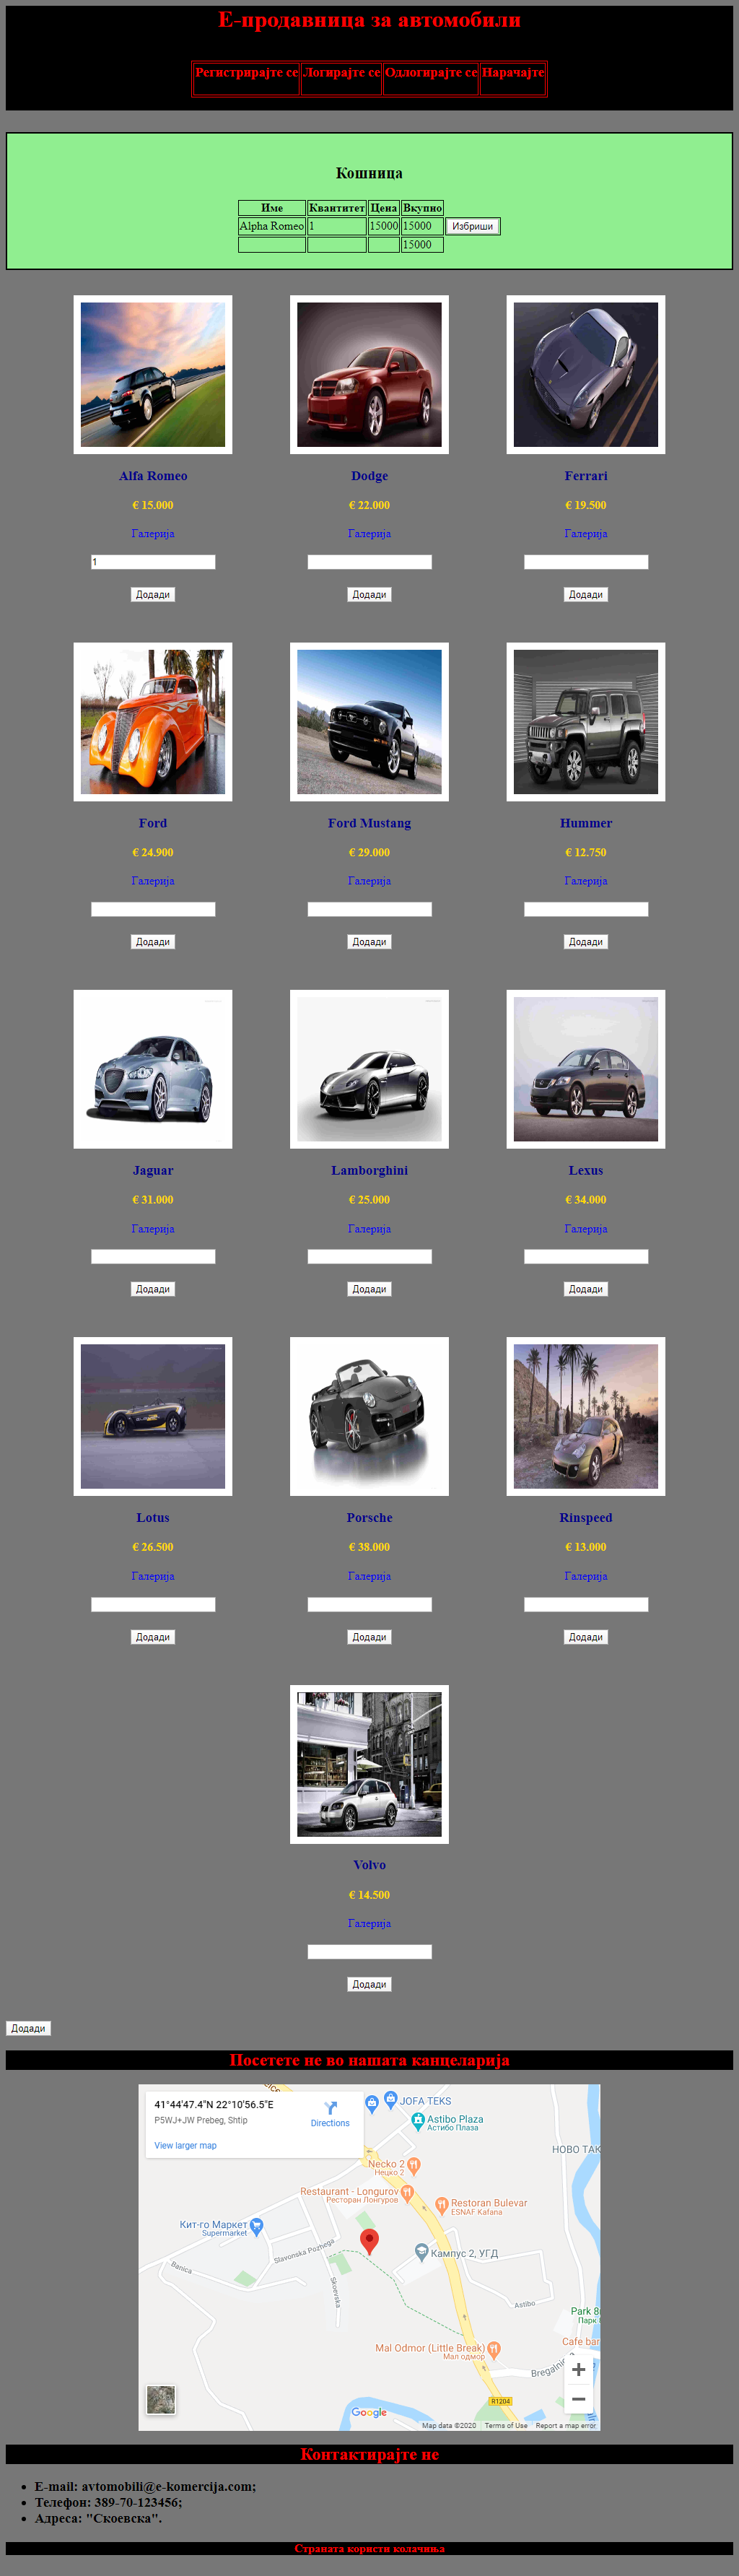 Е-продавница за автомобили
Регистрирајте се Логирајте се Одлогирајте се Нарачајте
Кошница
Име Квантитет Цена Вкупно
Alpha Romeo 1 15000 15000 Избриши
15000
Alfa Romeo Dodge Ferrari
€ 15.000 € 22.000 € 19.500
Галерија Галерија Галерија
1
Додади Додади Додади
Ford Ford Mustang Hummer
€ 24.900 € 29.000 € 12.750
Галерија Галерија Галерија
Додади Додади Додади
Jaguar Lamborghini Lexus
€ 31.000 € 25.000 € 34.000
Галерија Галерија Галерија
Додади Додади Додади
Lotus Porsche Rinspeed
€ 26.500 € 38.000 € 13.000
Галерија Галерија Галерија
Додади Додади Додади
Volvo
€ 14.500
Галерија
Додади
Додади
Посетете не во нашата канцеларија
41°44'47.4"N 22°10'56.5"E
P5WJ+JW Prebeg, Shtip
Directions
View larger map
JOFA TEKS
Astibo Plaza
Астибо Плаза
НОВО ТАК
Necko 2
Нецко 2
Restaurant - Longurov
Ресторан Лонгуров
Restoran Bulevar
ESNAF Kafana
Кит-го Маркет
Supermarket
Slavonska Pozhega
Кампус 2, УГД
Banica
Skoevska
Astibo
Park 8
Парк
Mal Odmor (Little Break)
Мал одмор
Cafe bar
Bregalnic
R1204
Google
Map data ©2020 Terms of Use Report a map error
Контактирајте не
E-mail: avtomobili@e-komercija.com;
Телефон: 389-70-123456;
Адреса: "Скоевска".
Страната користи колачиња